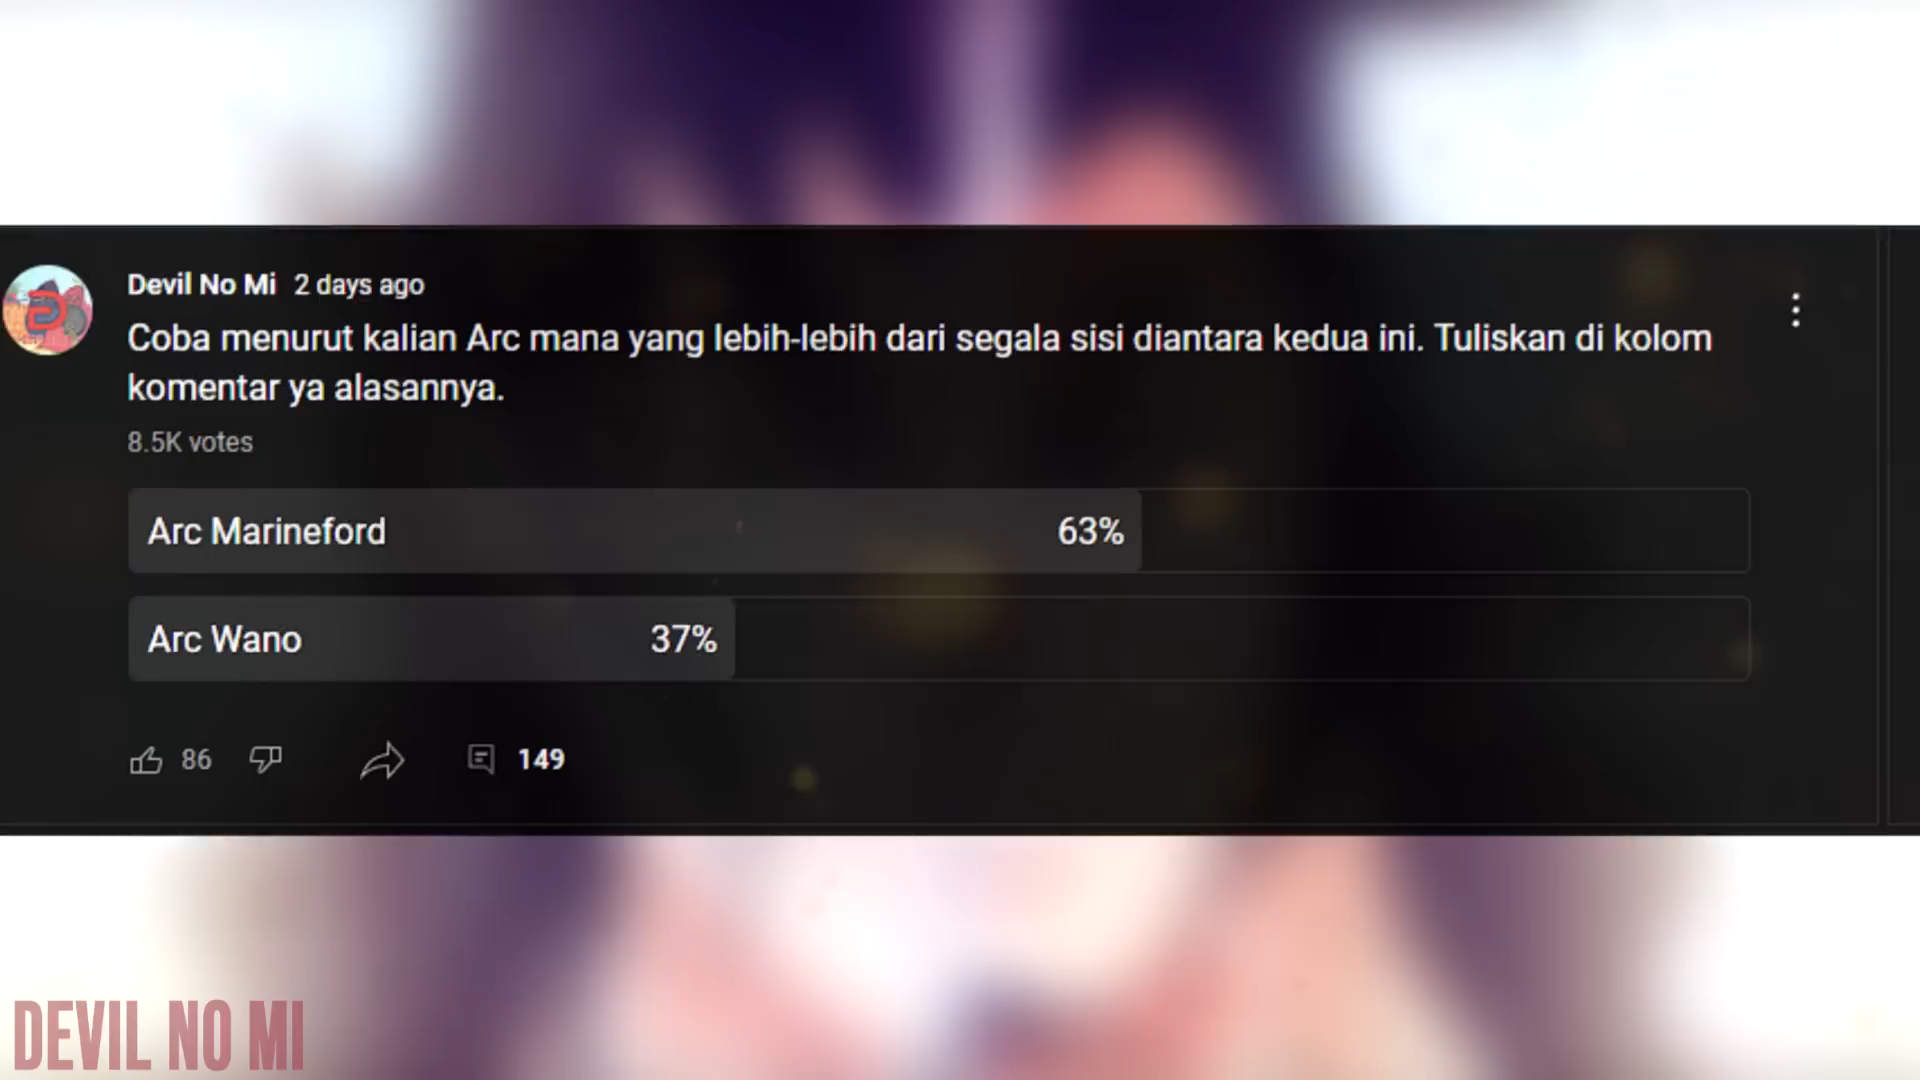 Devil No Mi 2 days ago
Coba menurut kalian Arc mana yang lebih-lebih dari segala sisi diantara kedua ini. Tuliskan di kolom
komentar ya alasannya.
8.5K votes
Arc Marineford 63%
Arc Wano 37%
86 149
DEVIL NO MI